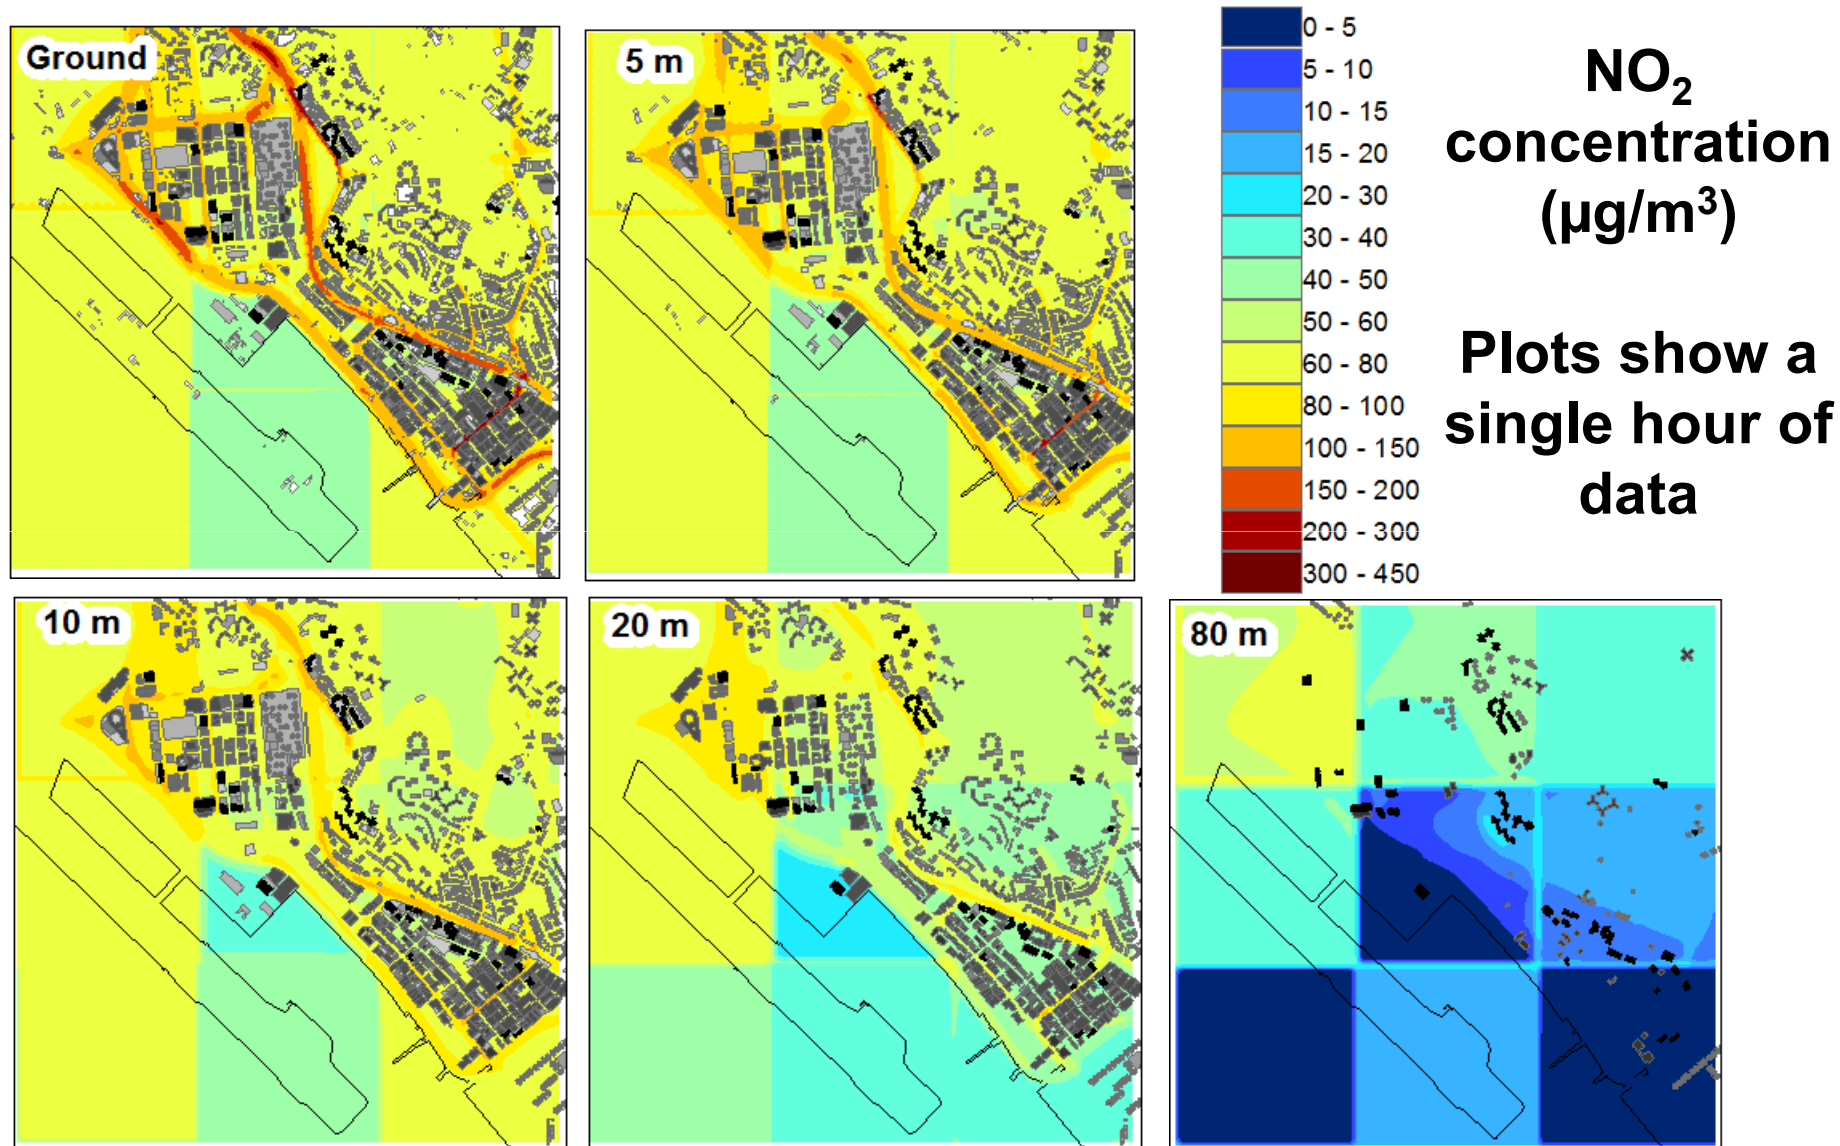 Ground
5 m
0 - 5
5 - 10
10 - 15
15 - 20
20 - 30
30 - 40
40 - 50
50 - 60
60 - 80
80 - 100
100 - 150
150 - 200
200 - 300
300 - 450
NO₂
concentration
(µg/m³)
Plots show a
single hour of
data
10 m
20 m
80 m